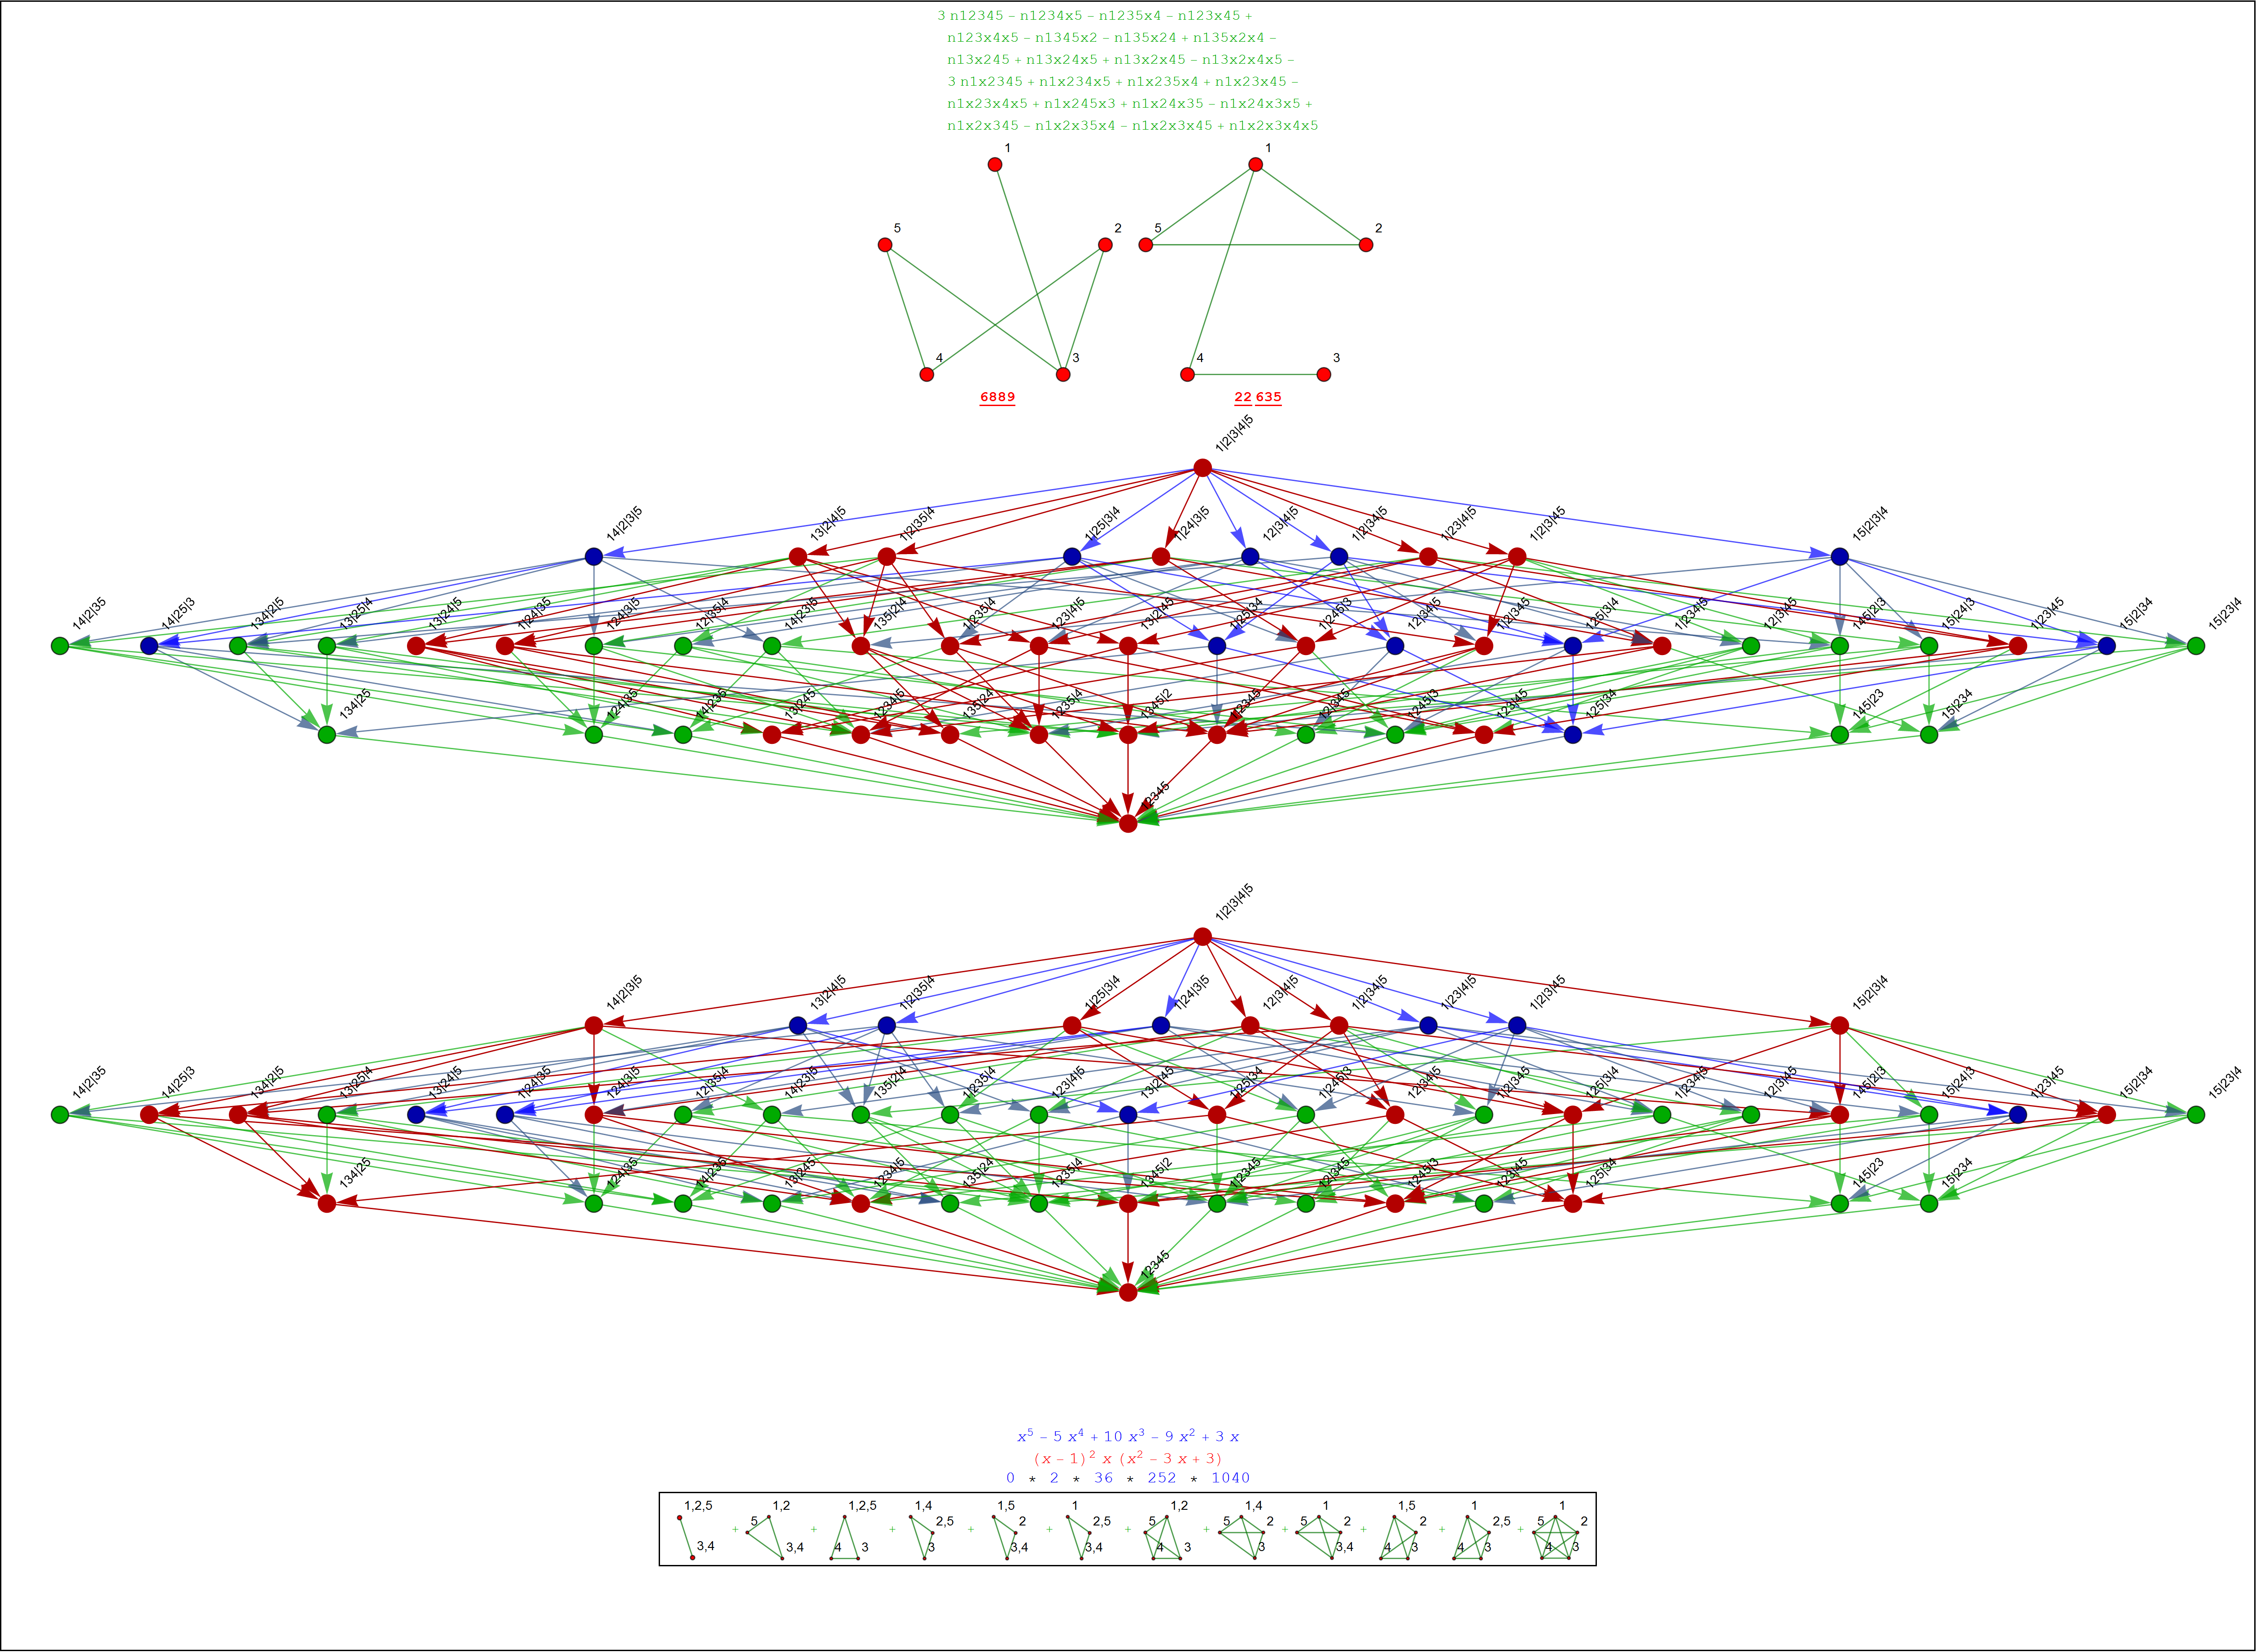 3 n12345 – n1234x5 – n1235x4 – n123x45 +
n123x4x5 – n1345x2 – n135x24 + n135x2x4 –
n13x245 + n13x24x5 + n13x2x45 – n13x2x4x5 –
3 n1x2345 + n1x234x5 + n1x235x4 + n1x23x45 –
n1x23x4x5 + n1x245x3 + n1x24x35 – n1x24x3x5 +
n1x2x345 – n1x2x35x4 – n1x2x3x45 + n1x2x3x4x5
1 1
5 2 5 2
4 3 4 3
6889 22 635
1|2|3|4|5
14|2|3|5 13|2|4|5 1|2|35|4 1|25|3|4 1|24|3|5 12|3|4|5 1|2|34|5 1|23|4|5 1|2|3|45 15|2|3|4
14|2|35 14|25|3 134|2|5 13|25|4 13|24|5 1|24|35 124|3|5 12|35|4 14|23|5 135|2|4 1|235|4 123|4|5 13|2|45 1|25|34 1|245|3 12|34|5 1|2|345 125|3|4 1|234|5 12|3|45 145|2|3 15|24|3 1|23|45 15|2|34 15|23|4
134|25 124|35 14|235 13|245 1234|5 135|24 1235|4 1345|2 1|2345 12|345 1245|3 123|45 125|34 145|23 15|234
12345
1|2|3|4|5
14|2|3|5 13|2|4|5 1|2|35|4 1|25|3|4 1|24|3|5 12|3|4|5 1|2|34|5 1|23|4|5 1|2|3|45 15|2|3|4
14|2|35 14|25|3 134|2|5 13|25|4 13|24|5 1|24|35 124|3|5 12|35|4 14|23|5 135|2|4 1|235|4 123|4|5 13|2|45 1|25|34 1|245|3 12|34|5 1|2|345 125|3|4 1|234|5 12|3|45 145|2|3 15|24|3 1|23|45 15|2|34 15|23|4
134|25 124|35 14|235 13|245 1234|5 135|24 1235|4 1345|2 1|2345 12|345 1245|3 123|45 125|34 145|23 15|234
12345
x⁵ – 5 x⁴ + 10 x³ – 9 x² + 3 x
(x – 1)² x (x² – 3 x + 3)
0 * 2 * 36 * 252 * 1040
1,2,5 1,2 1,2,5 1,4 1,5 1 1,2 1,4 1 1,5 1 1
+ 5 + + 2,5 + 2 + 2,5 + 5 + 5 2 + 5 2 + 2 + 2,5 + 5 2
3,4 3,4 4 3 3 3,4 3,4 4 3 3 3,4 4 3 4 3 4 3